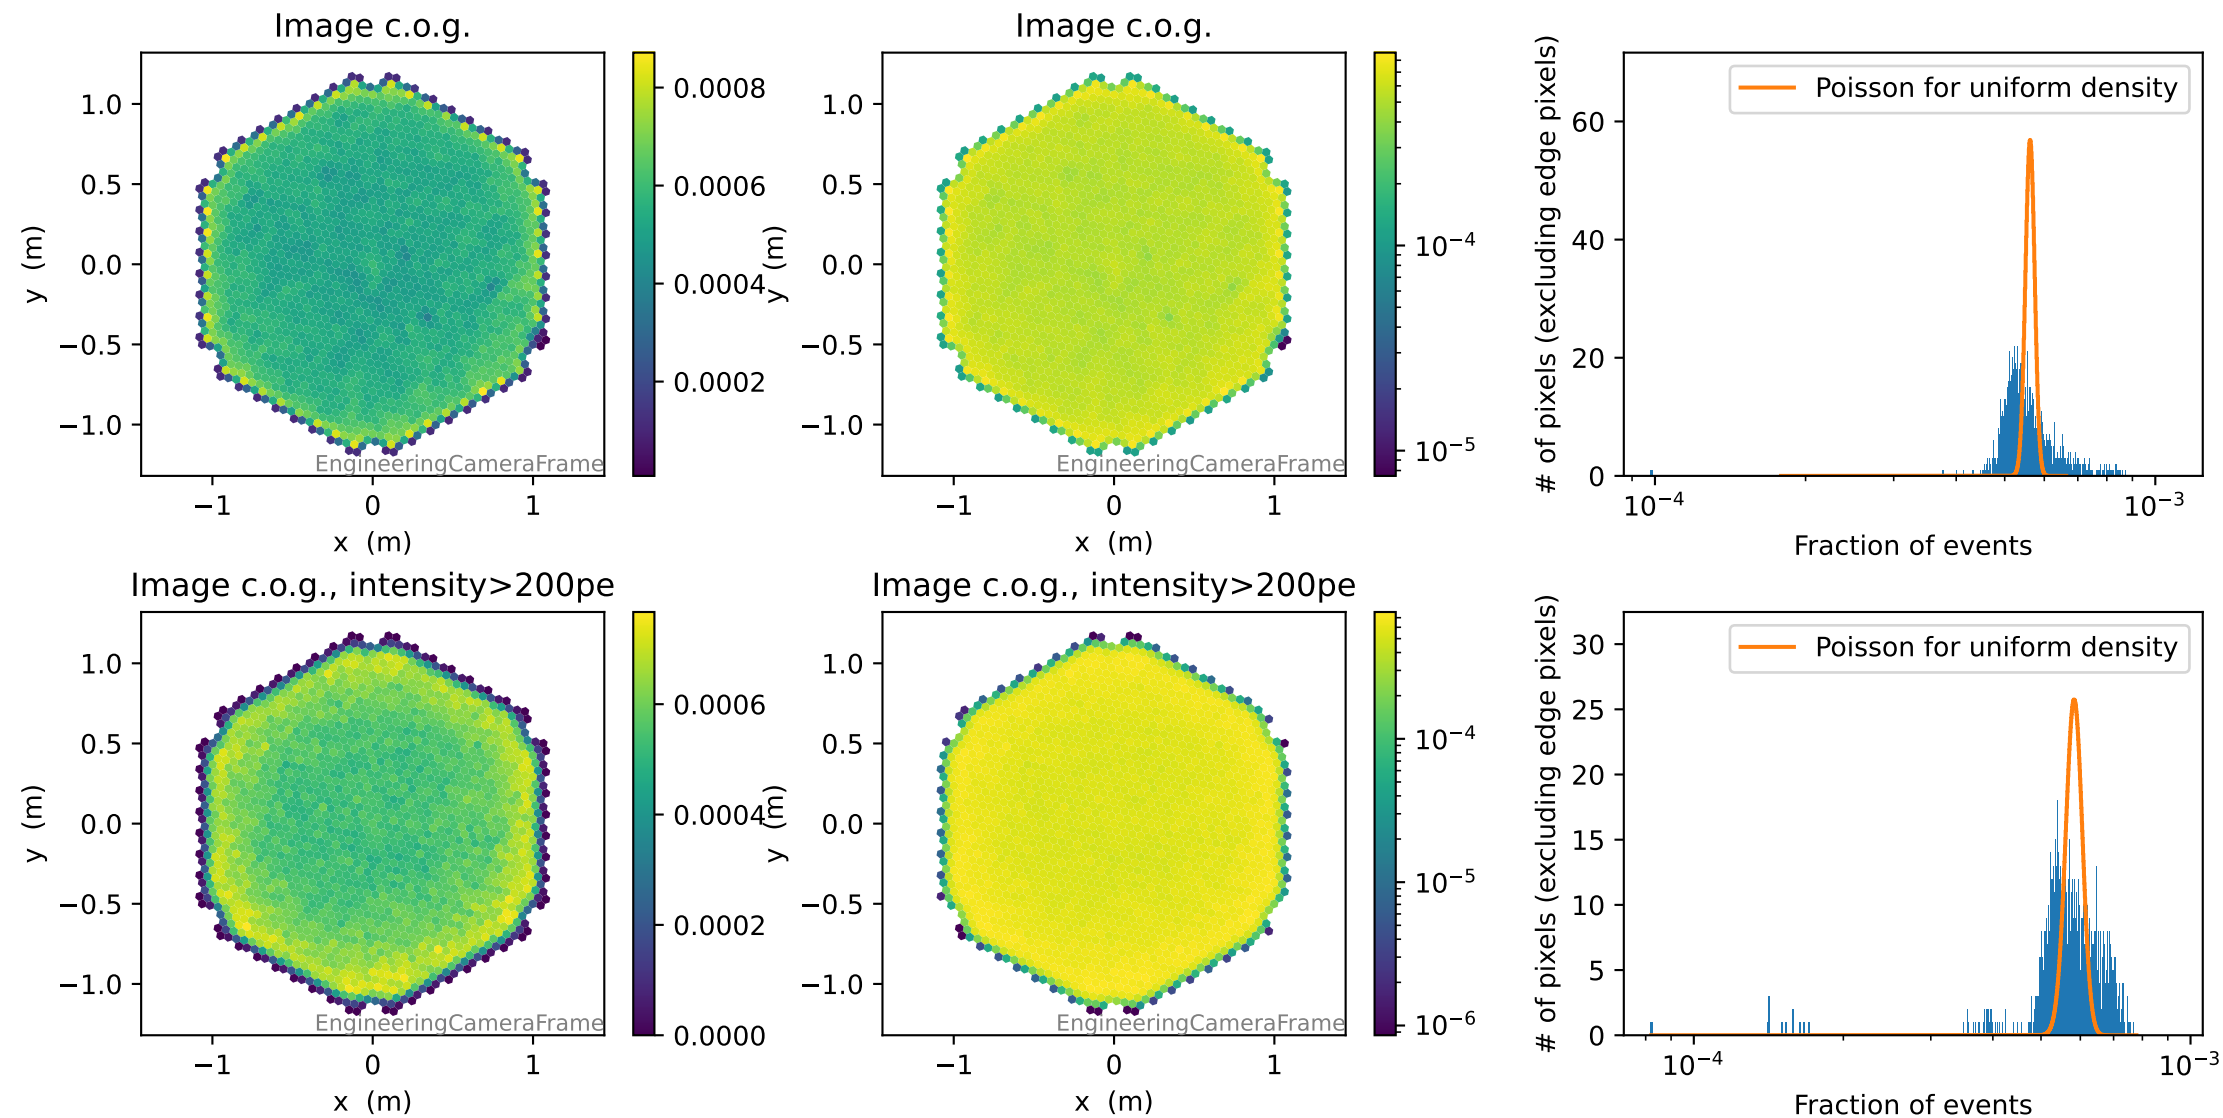 Image c.o.g.
1.0
0.5
0.0
−0.5
−1.0
y (m)
−1
0
1
x (m)
EngineeringCameraFrame
0.0008
0.0006
0.0004
0.0002
Image c.o.g.
1.0
0.5
0.0
−0.5
−1.0
y (m)
−1
0
1
x (m)
EngineeringCameraFrame
10⁻⁴
10⁻⁵
Poisson for uniform density
# of pixels (excluding edge pixels)
60
40
20
0
10⁻⁴
10⁻³
Fraction of events
Image c.o.g., intensity>200pe
1.0
0.5
0.0
−0.5
−1.0
y (m)
−1
0
1
x (m)
EngineeringCameraFrame
0.0006
0.0004
0.0002
0.0000
Image c.o.g., intensity>200pe
1.0
0.5
0.0
−0.5
−1.0
y (m)
−1
0
1
x (m)
EngineeringCameraFrame
10⁻⁴
10⁻⁵
10⁻⁶
Poisson for uniform density
# of pixels (excluding edge pixels)
30
25
20
15
10
5
0
10⁻⁴
10⁻³
Fraction of events